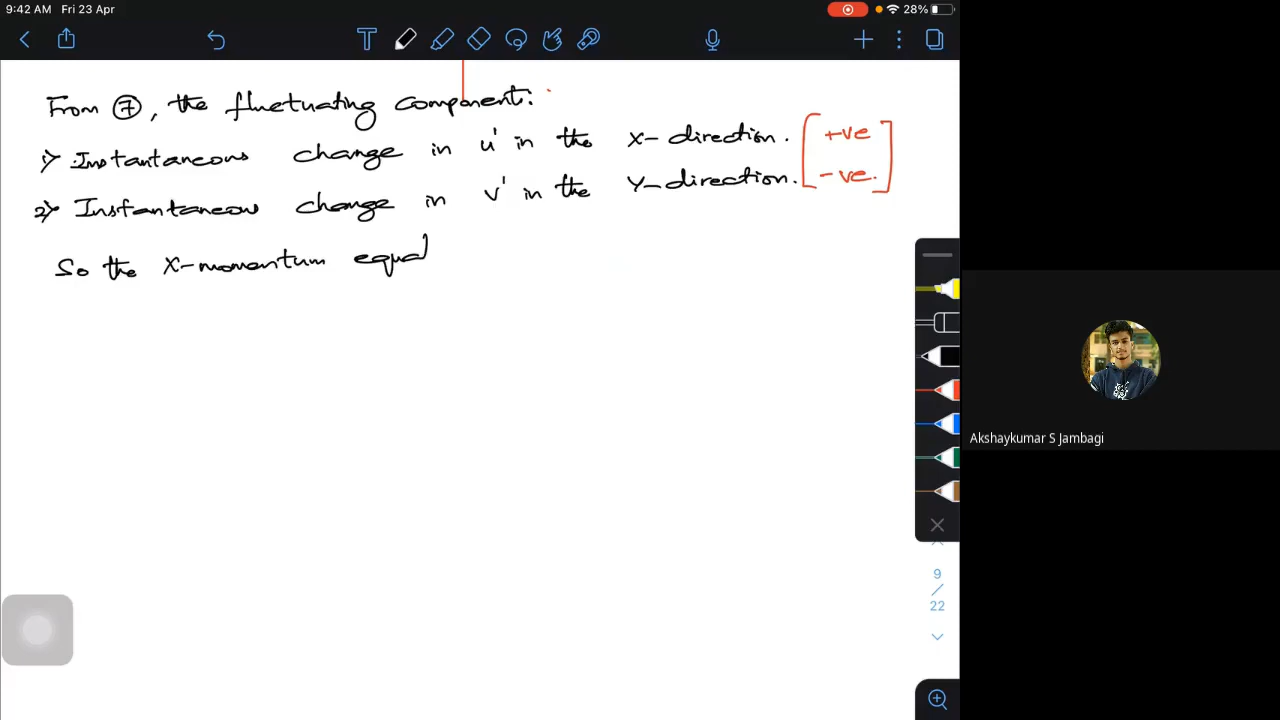 9:42 AM Fri 23 Apr
28%
From ⑦, the fluctuating component:
1) Instantaneous change in u' in the x-direction. [+ve
2) Instantaneous change in v' in the y-direction. -ve.]
So the x-momentum equal
Akshaykumar S Jambagi
9
/
22